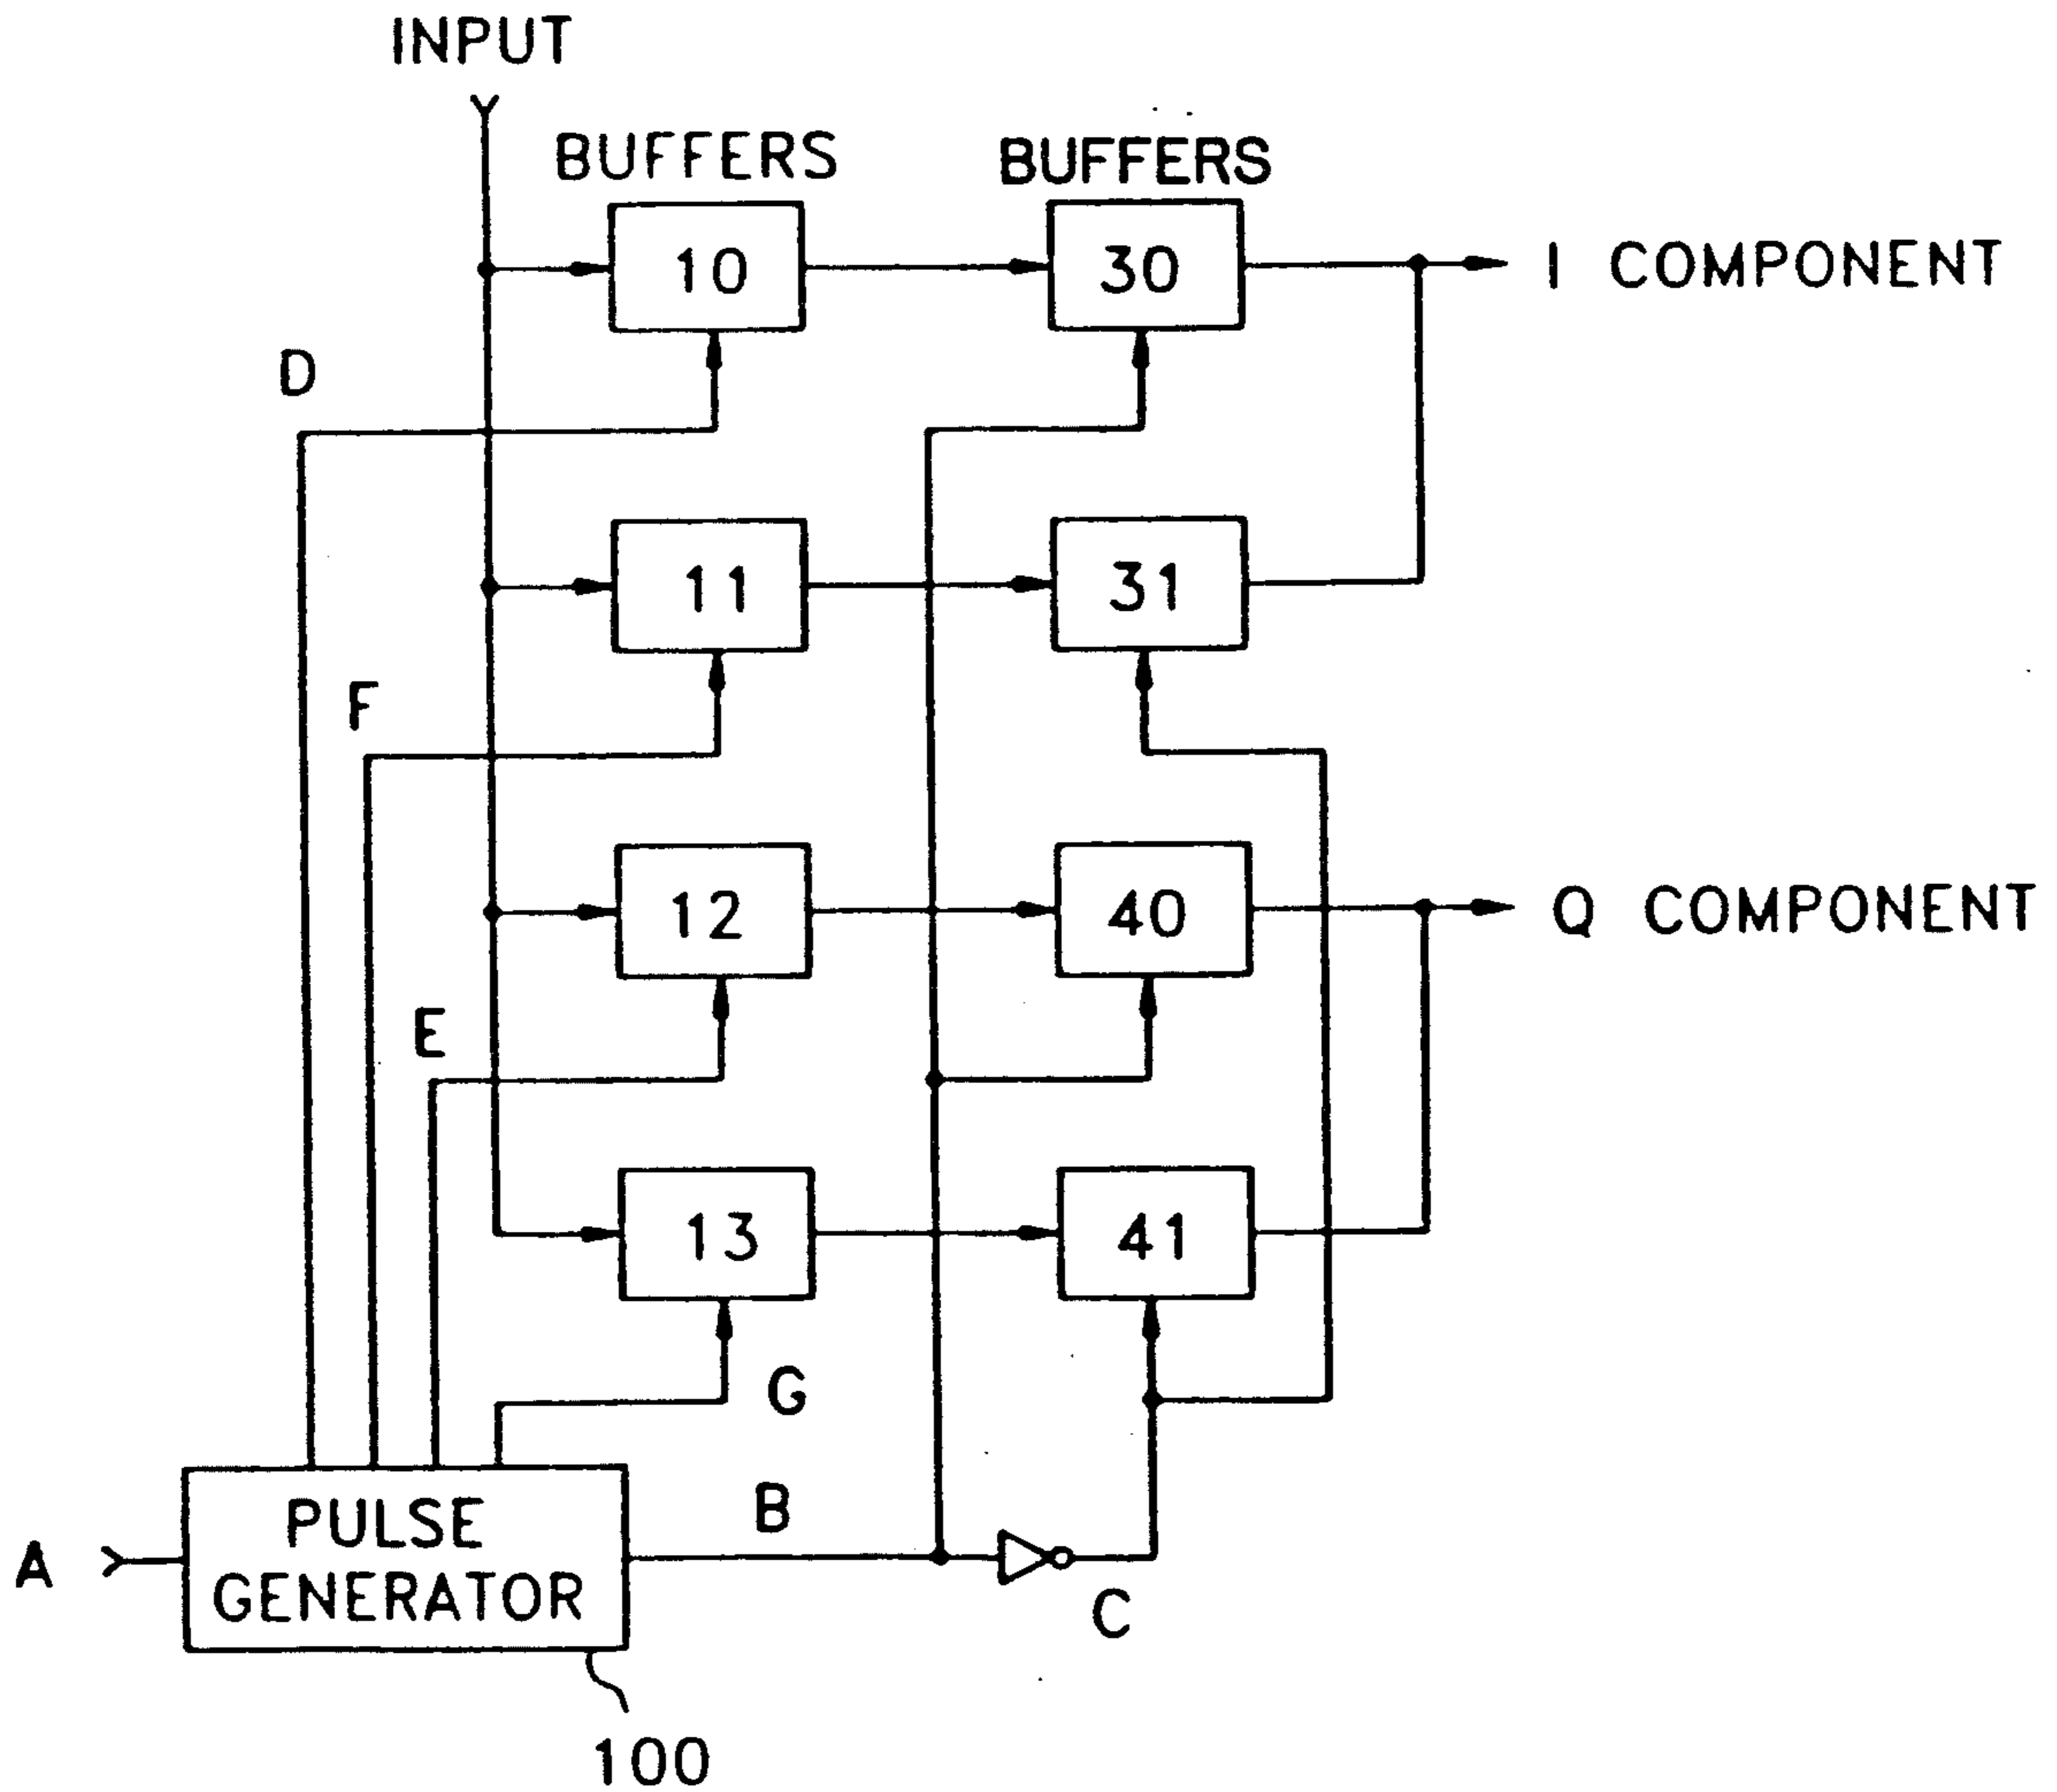 INPUT
BUFFERS
BUFFERS
10
30
I COMPONENT
D
11
31
F
12
40
Q COMPONENT
E
13
41
G
B
PULSE
GENERATOR
A
C
100